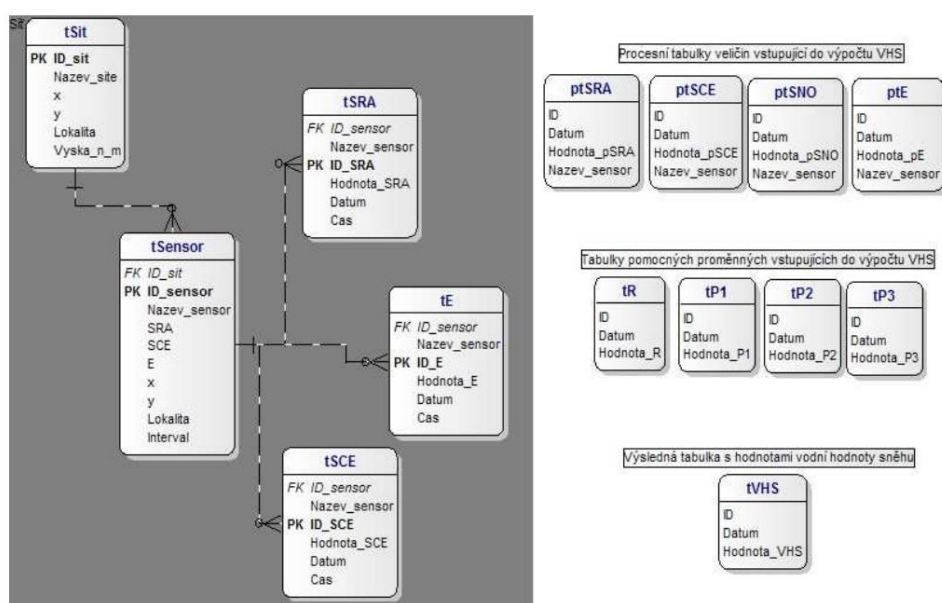 Síť
tSit
PK ID_sit
Nazev_site
x
y
Lokalita
Vyska_n_m
tSensor
FK ID_sit
PK ID_sensor
Nazev_sensor
SRA
SCE
E
x
y
Lokalita
Interval
tSRA
FK ID_sensor
Nazev_sensor
PK ID_SRA
Hodnota_SRA
Datum
Cas
tE
FK ID_sensor
Nazev_sensor
PK ID_E
Hodnota_E
Datum
Cas
tSCE
FK ID_sensor
Nazev_sensor
PK ID_SCE
Hodnota_SCE
Datum
Cas
Procesní tabulky veličin vstupující do výpočtu VHS
ptSRA
ID
Datum
Hodnota_pSRA
Nazev_sensor
ptSCE
ID
Datum
Hodnota_pSCE
Nazev_sensor
ptSNO
ID
Datum
Hodnota_pSNO
Nazev_sensor
ptE
ID
Datum
Hodnota_pE
Nazev_sensor
Tabulky pomocných proměnných vstupujících do výpočtu VHS
tR
ID
Datum
Hodnota_R
tP1
ID
Datum
Hodnota_P1
tP2
ID
Datum
Hodnota_P2
tP3
ID
Datum
Hodnota_P3
Výsledná tabulka s hodnotami vodní hodnoty sněhu
tVHS
ID
Datum
Hodnota_VHS